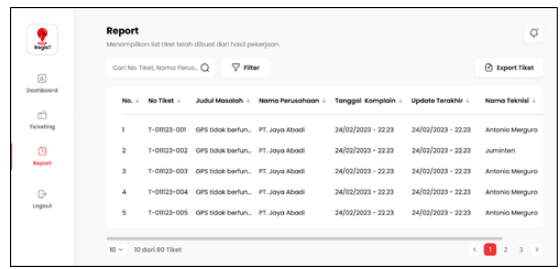 RegisT
Dashboard
Ticketing
Report
Logout
Report
Menampilkan list tiket telah dibuat dari hasil pekerjaan.
Cari No. Tiket, Nama Perus...
Filter
Export Tiket
No. No Tiket Judul Masalah Nama Perusahaan Tanggal Komplain Update Terakhir Nama Teknisi
1 T-011123-001 GPS tidak berfun... PT. Jaya Abadi 24/02/2023 - 22.23 24/02/2023 - 22.23 Antonio Merguro
2 T-011123-002 GPS tidak berfun... PT. Jaya Abadi 24/02/2023 - 22.23 24/02/2023 - 22.23 Juminten
3 T-011123-003 GPS tidak berfun... PT. Jaya Abadi 24/02/2023 - 22.23 24/02/2023 - 22.23 Antonio Merguro
4 T-011123-004 GPS tidak berfun... PT. Jaya Abadi 24/02/2023 - 22.23 24/02/2023 - 22.23 Antonio Merguro
5 T-011123-005 GPS tidak berfun... PT. Jaya Abadi 24/02/2023 - 22.23 24/02/2023 - 22.23 Antonio Merguro
10 10 dari 80 Tiket < 1 2 3 >